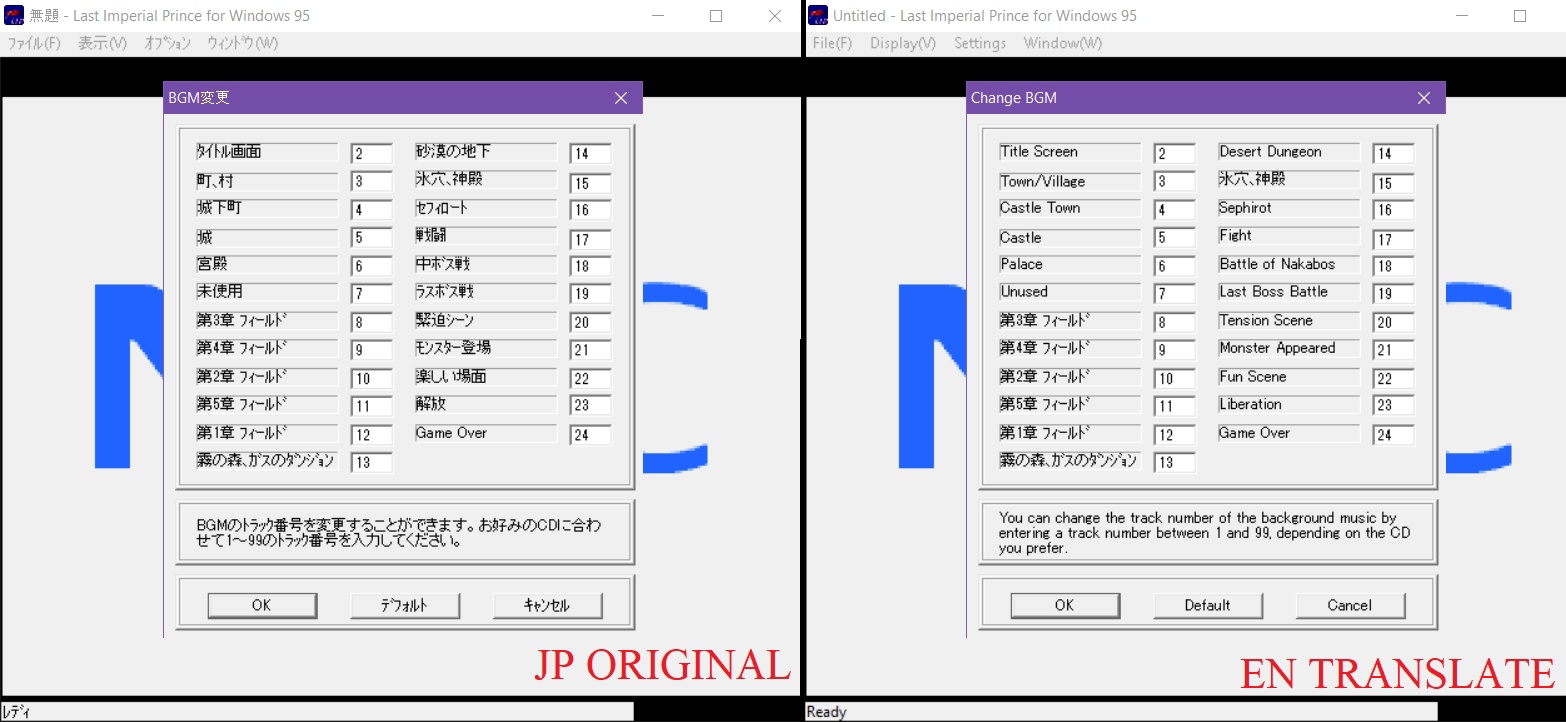 無題 - Last Imperial Prince for Windows 95
ﾌｧｲﾙ(F) 表示(V) ｵﾌﾟｼｮﾝ ｳｨﾝﾄﾞｳ(W)
BGM変更
ﾀｲﾄﾙ画面 2
町、村 3
城下町 4
城 5
宮殿 6
未使用 7
第3章 ﾌｨｰﾙﾄﾞ 8
第4章 ﾌｨｰﾙﾄﾞ 9
第2章 ﾌｨｰﾙﾄﾞ 10
第5章 ﾌｨｰﾙﾄﾞ 11
第1章 ﾌｨｰﾙﾄﾞ 12
霧の森、ｶﾞｽのﾀﾞﾝｼﾞｮﾝ 13
砂漠の地下 14
氷穴、神殿 15
ｾﾌｨﾛｰﾄ 16
戦闘 17
中ﾎﾞｽ戦 18
ﾗｽﾎﾞｽ戦 19
緊迫シーン 20
ﾓﾝｽﾀｰ登場 21
楽しい場面 22
解放 23
Game Over 24
BGMのﾄﾗｯｸ番号を変更することができます。お好みのCDに合わ
せて1～99のﾄﾗｯｸ番号を入力してください。
OK ﾃﾞﾌｫﾙﾄ ｷｬﾝｾﾙ
JP ORIGINAL
ﾚﾃﾞｨ
Untitled - Last Imperial Prince for Windows 95
File(F) Display(V) Settings Window(W)
Change BGM
Title Screen 2
Town/Village 3
Castle Town 4
Castle 5
Palace 6
Unused 7
第3章 ﾌｨｰﾙﾄﾞ 8
第4章 ﾌｨｰﾙﾄﾞ 9
第2章 ﾌｨｰﾙﾄﾞ 10
第5章 ﾌｨｰﾙﾄﾞ 11
第1章 ﾌｨｰﾙﾄﾞ 12
霧の森、ｶﾞｽのﾀﾞﾝｼﾞｮﾝ 13
Desert Dungeon 14
氷穴、神殿 15
Sephirot 16
Fight 17
Battle of Nakabos 18
Last Boss Battle 19
Tension Scene 20
Monster Appeared 21
Fun Scene 22
Liberation 23
Game Over 24
You can change the track number of the background music by
entering a track number between 1 and 99, depending on the CD
you prefer.
OK Default Cancel
EN TRANSLATE
Ready